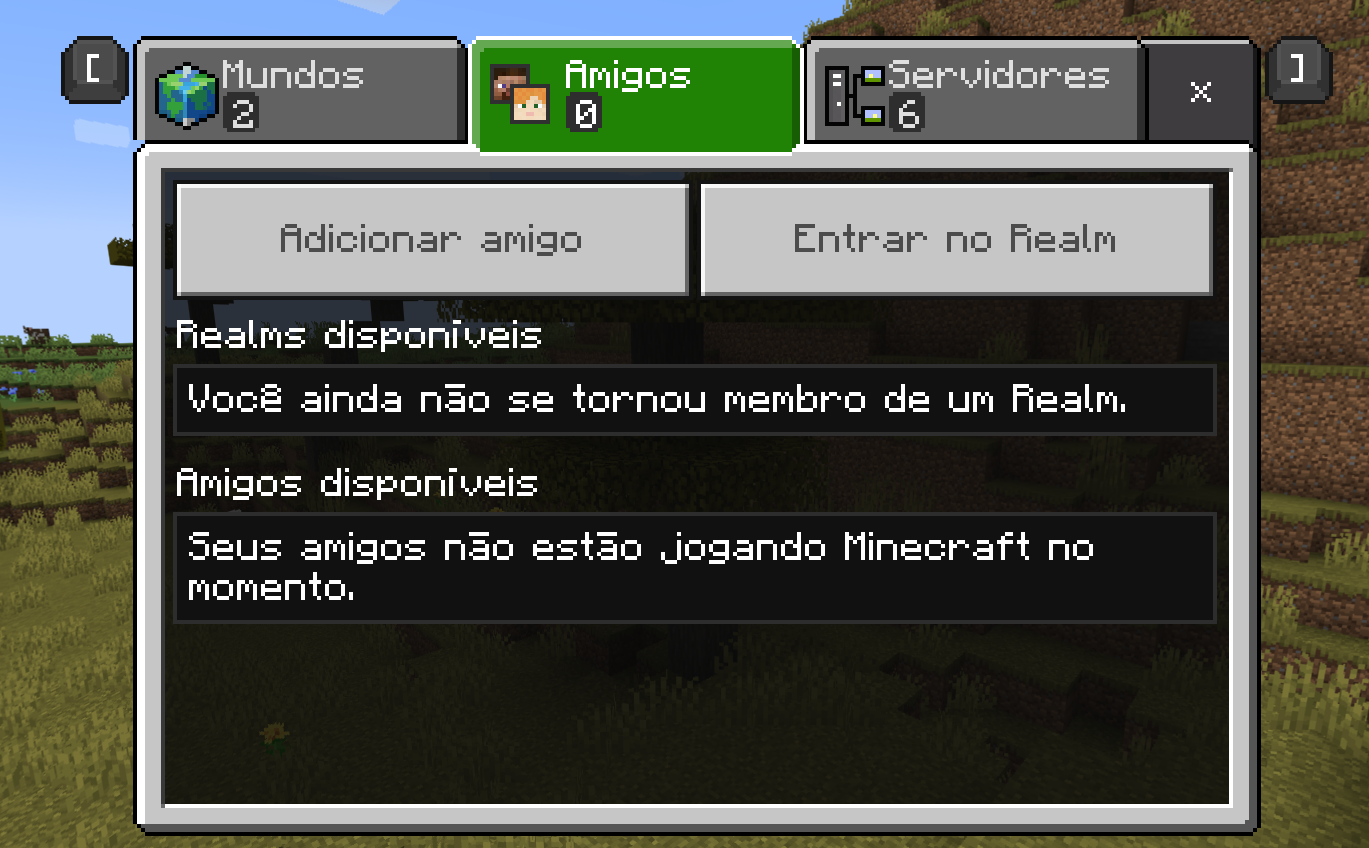 [
Mundos
2
Amigos
0
Servidores
6
x
]
Adicionar amigo
Entrar no Realm
Realms disponíveis
Você ainda não se tornou membro de um Realm.
Amigos disponíveis
Seus amigos não estão jogando Minecraft no
momento.